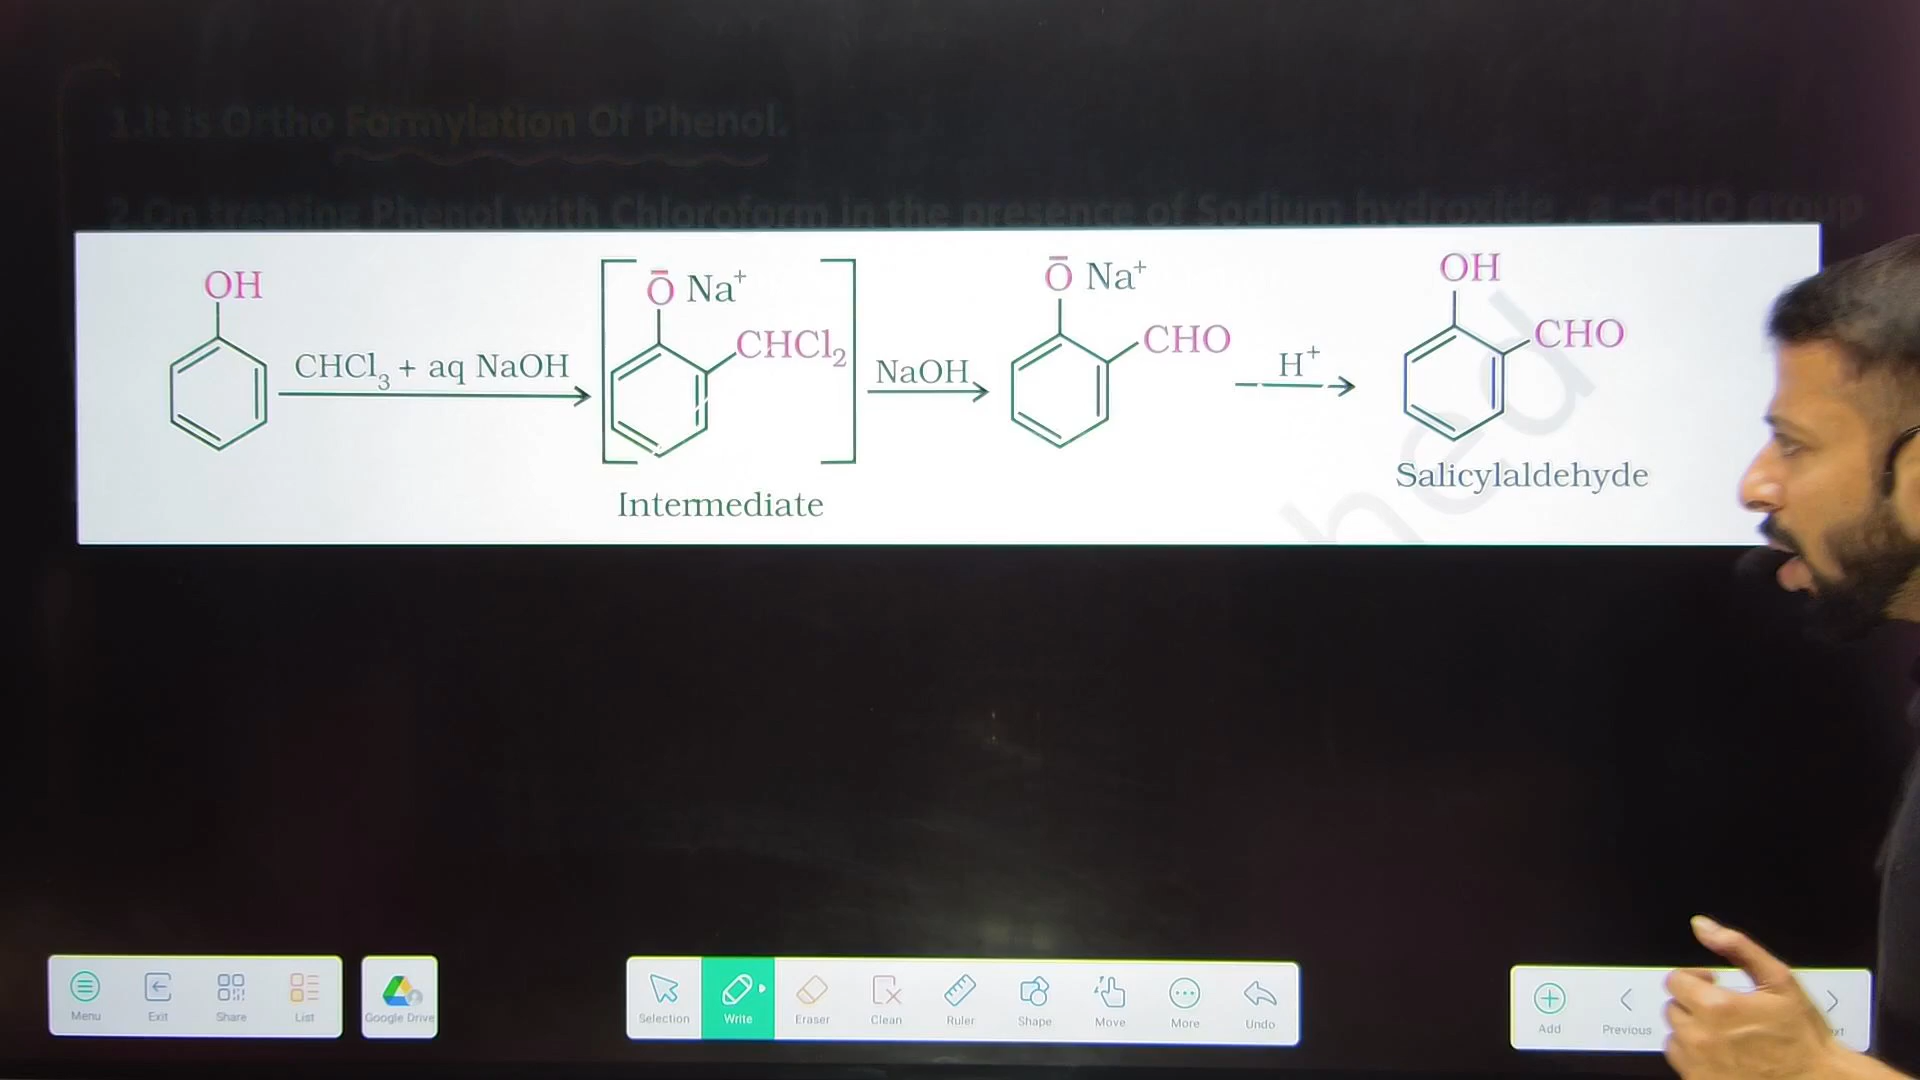 1.It is Ortho Formylation Of Phenol.
2.On treating Phenol with Chloroform in the presence of Sodium hydroxide , a –CHO group
OH
CHCl₃ + aq NaOH
Ō Na⁺
CHCl₂
Intermediate
NaOH
Ō Na⁺
CHO
H⁺
OH
CHO
Salicylaldehyde
hed
Menu
Exit
Share
List
Google Drive
Selection
Write
Eraser
Clean
Ruler
Shape
Move
More
Undo
Add
Previous